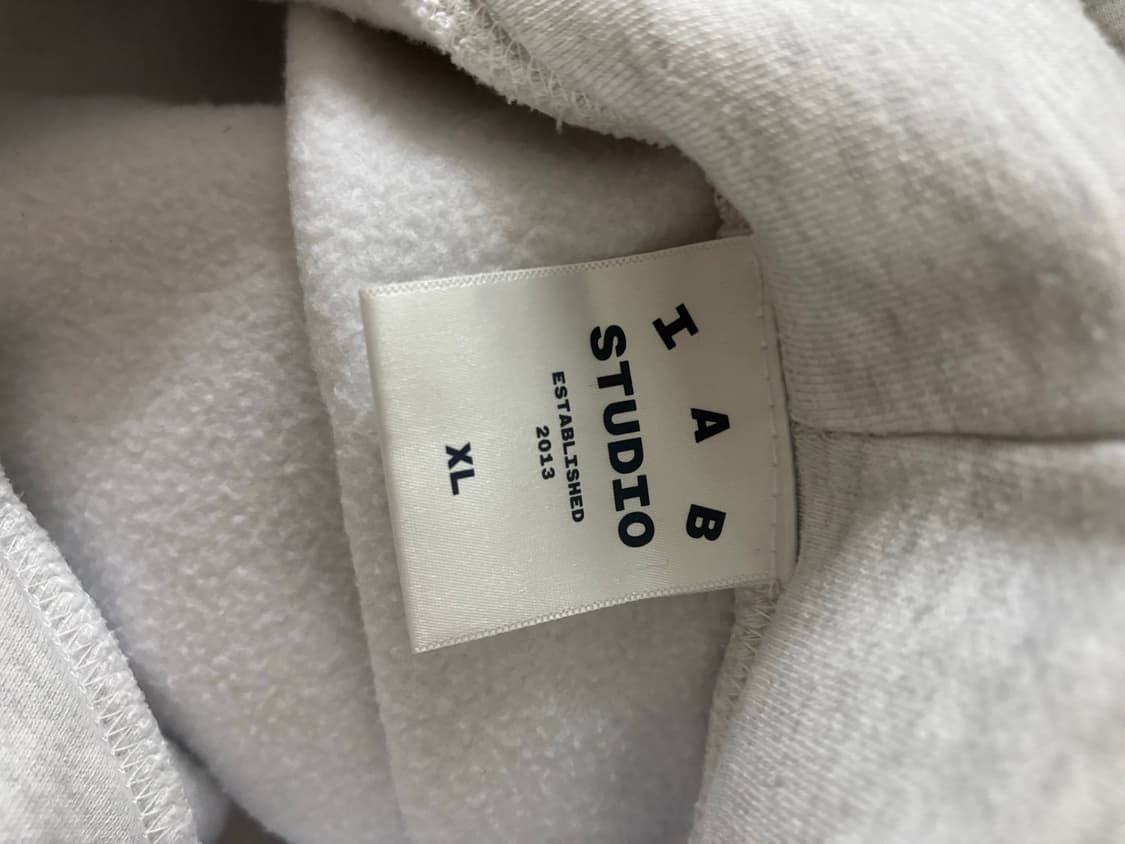 I A B
STUDIO
ESTABLISHED
2013
XL